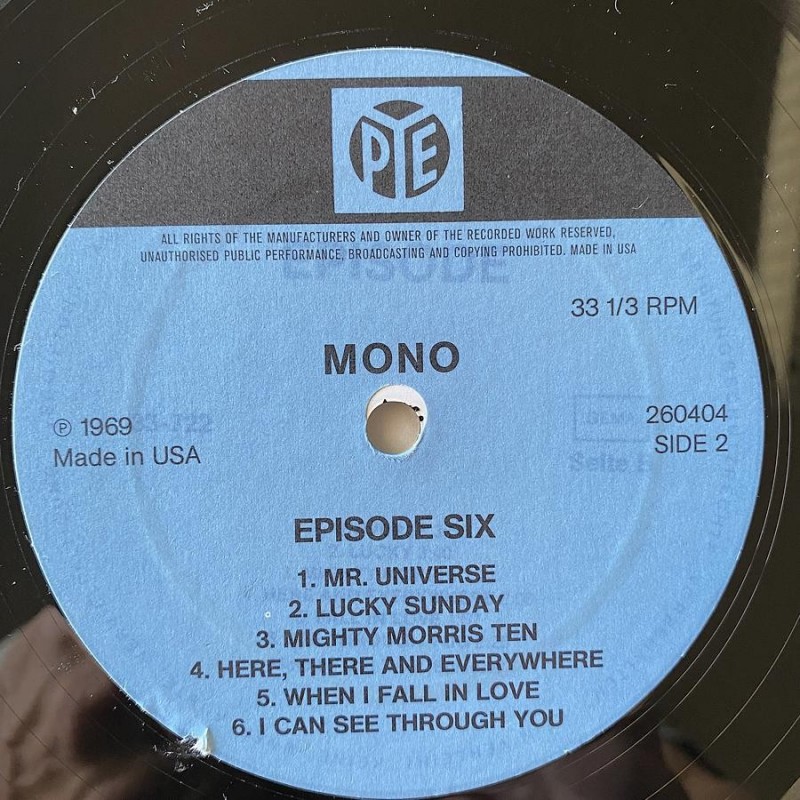 PYE
ALL RIGHTS OF THE MANUFACTURERS AND OWNER OF THE RECORDED WORK RESERVED,
UNAUTHORISED PUBLIC PERFORMANCE, BROADCASTING AND COPYING PROHIBITED. MADE IN USA
EPISODE
33 1/3 RPM
MONO
℗ 1969
Made in USA
GEMA
260404
SIDE 2
Seite
EPISODE SIX
1. MR. UNIVERSE
2. LUCKY SUNDAY
3. MIGHTY MORRIS TEN
4. HERE, THERE AND EVERYWHERE
5. WHEN I FALL IN LOVE
6. I CAN SEE THROUGH YOU